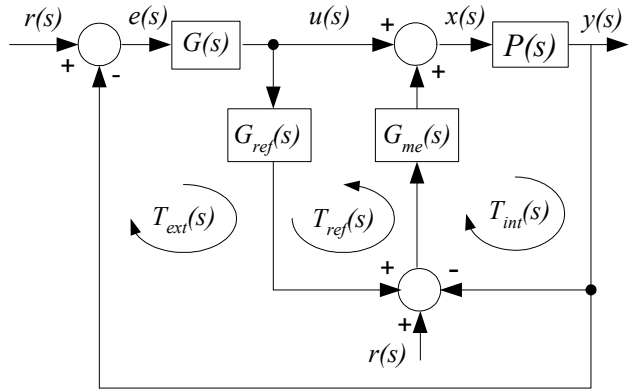 r(s) e(s) G(s) u(s) x(s) P(s) y(s)
+ - + +
G_ref(s) G_me(s)
T_ext(s) T_ref(s) T_int(s)
+ - +
r(s)